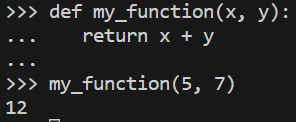 >>> def my_function(x, y):
...    return x + y
...
>>> my_function(5, 7)
12